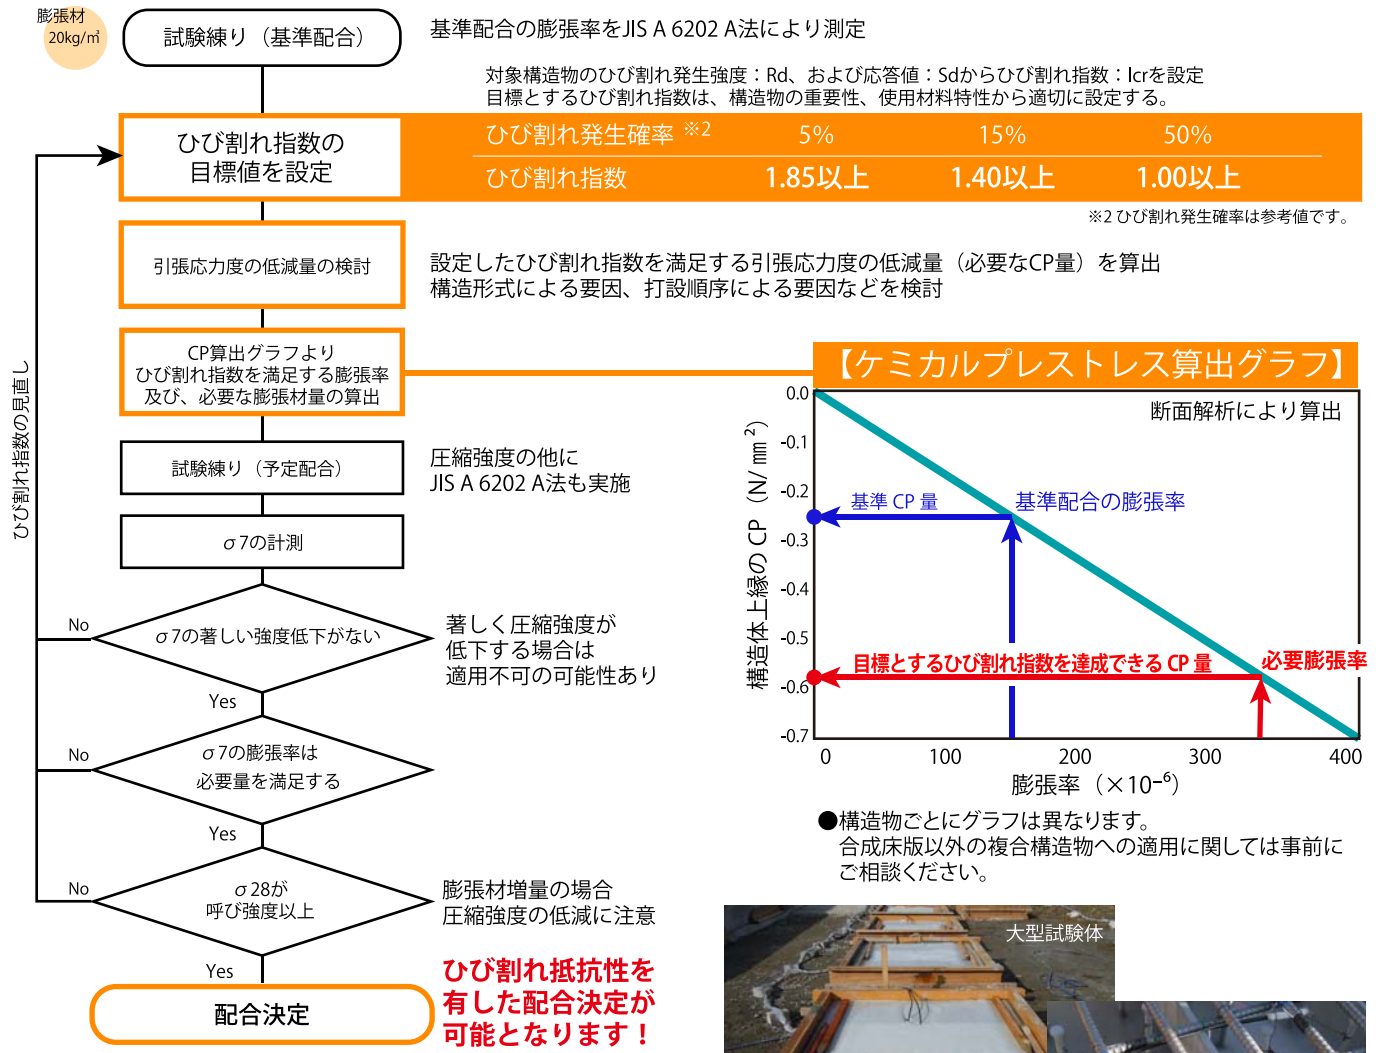 膨張材
20kg/㎥
試験練り（基準配合）
基準配合の膨張率をJIS A 6202 A法により測定
対象構造物のひび割れ発生強度：Rd、および応答値：Sdからひび割れ指数：Icrを設定
目標とするひび割れ指数は、構造物の重要性、使用材料特性から適切に設定する。
ひび割れ指数の
目標値を設定
ひび割れ発生確率 ※2 5% 15% 50%
ひび割れ指数 1.85以上 1.40以上 1.00以上
※2 ひび割れ発生確率は参考値です。
引張応力度の低減量の検討
設定したひび割れ指数を満足する引張応力度の低減量（必要なCP量）を算出
構造形式による要因、打設順序による要因などを検討
CP算出グラフより
ひび割れ指数を満足する膨張率
及び、必要な膨張材量の算出
試験練り（予定配合）
圧縮強度の他に
JIS A 6202 A法も実施
σ7の計測
ひび割れ指数の見直し
No
σ7の著しい強度低下がない
著しく圧縮強度が
低下する場合は
適用不可の可能性あり
Yes
No
σ7の膨張率は
必要量を満足する
Yes
No
σ28が
呼び強度以上
膨張材増量の場合
圧縮強度の低減に注意
Yes
配合決定
ひび割れ抵抗性を
有した配合決定が
可能となります！
【ケミカルプレストレス算出グラフ】
断面解析により算出
構造体上縁の CP（N/㎜²）
0.0
-0.1
-0.2
-0.3
-0.4
-0.5
-0.6
-0.7
基準 CP 量
基準配合の膨張率
目標とするひび割れ指数を達成できる CP 量
必要膨張率
0 100 200 300 400
膨張率（×10⁻⁶）
●構造物ごとにグラフは異なります。
合成床版以外の複合構造物への適用に関しては事前に
ご相談ください。
大型試験体